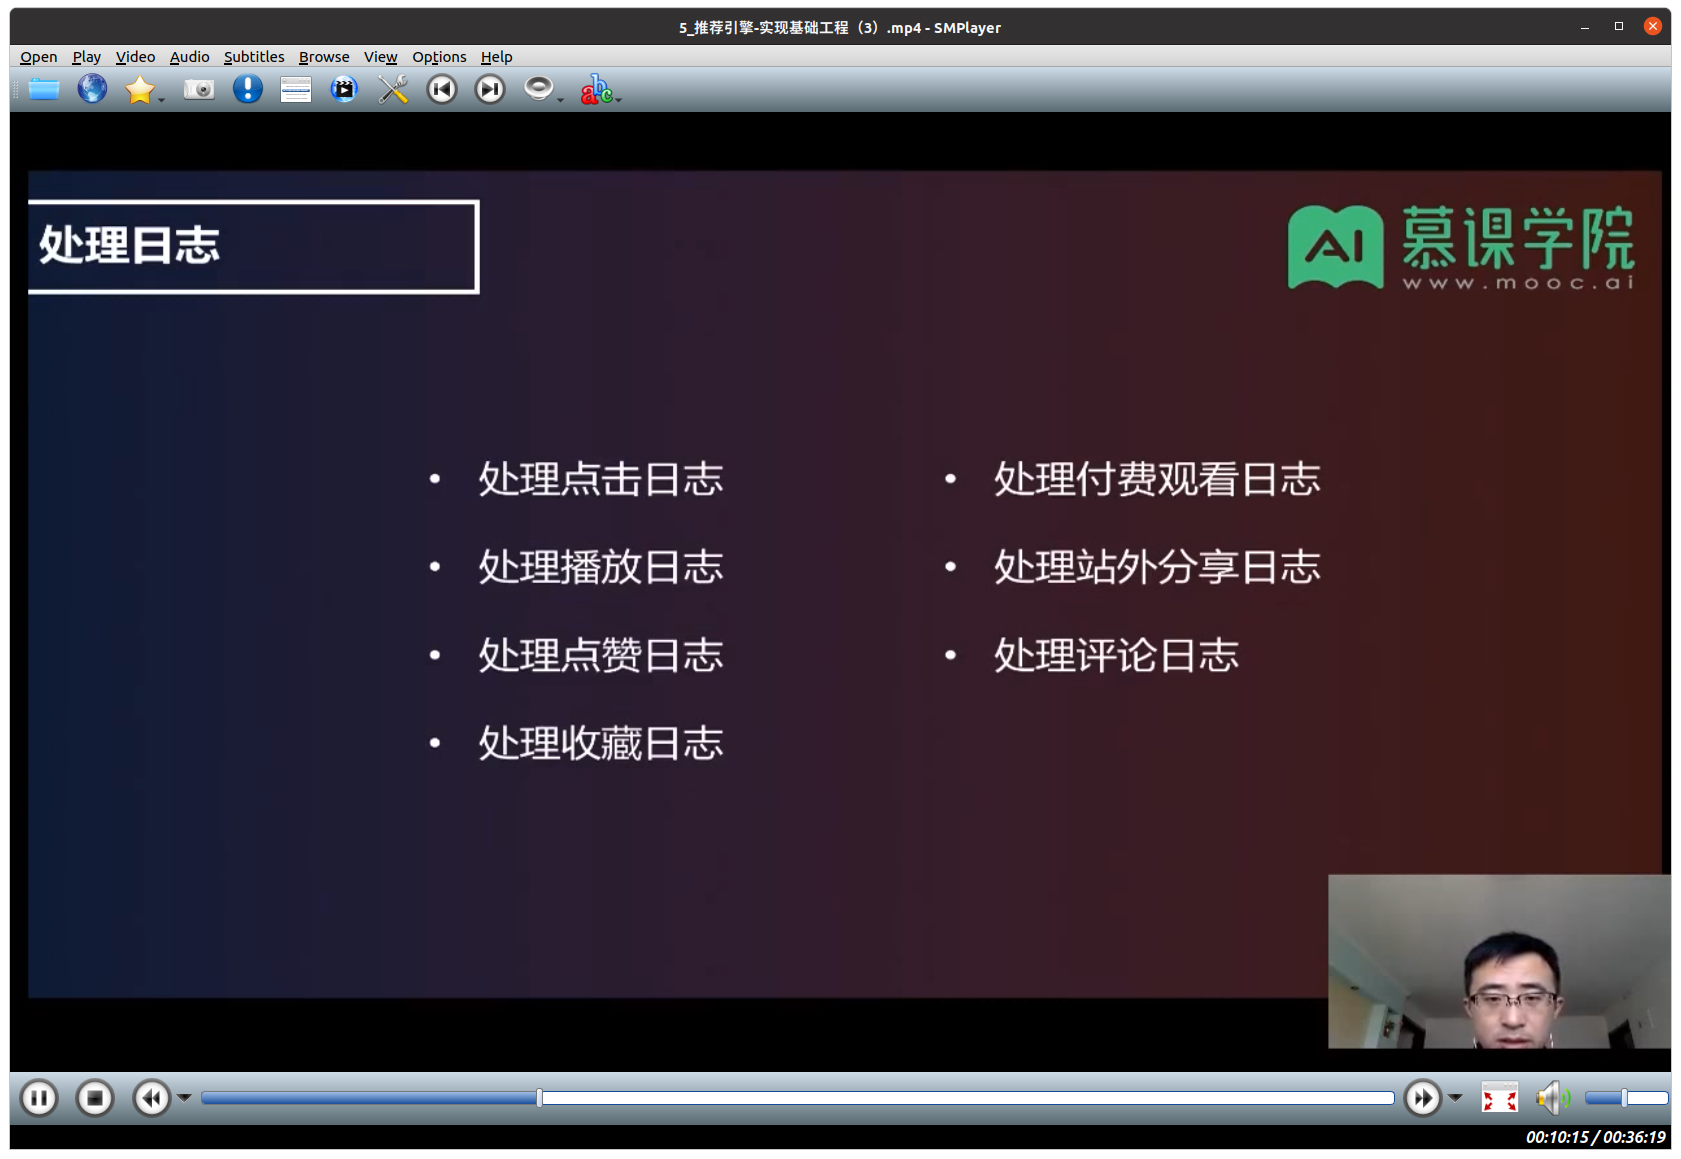 5_推荐引擎-实现基础工程（3）.mp4 - SMPlayer
Open Play Video Audio Subtitles Browse View Options Help
abc
处理日志
AI 慕课学院
www.mooc.ai
处理点击日志
处理播放日志
处理点赞日志
处理收藏日志
处理付费观看日志
处理站外分享日志
处理评论日志
00:10:15 / 00:36:19